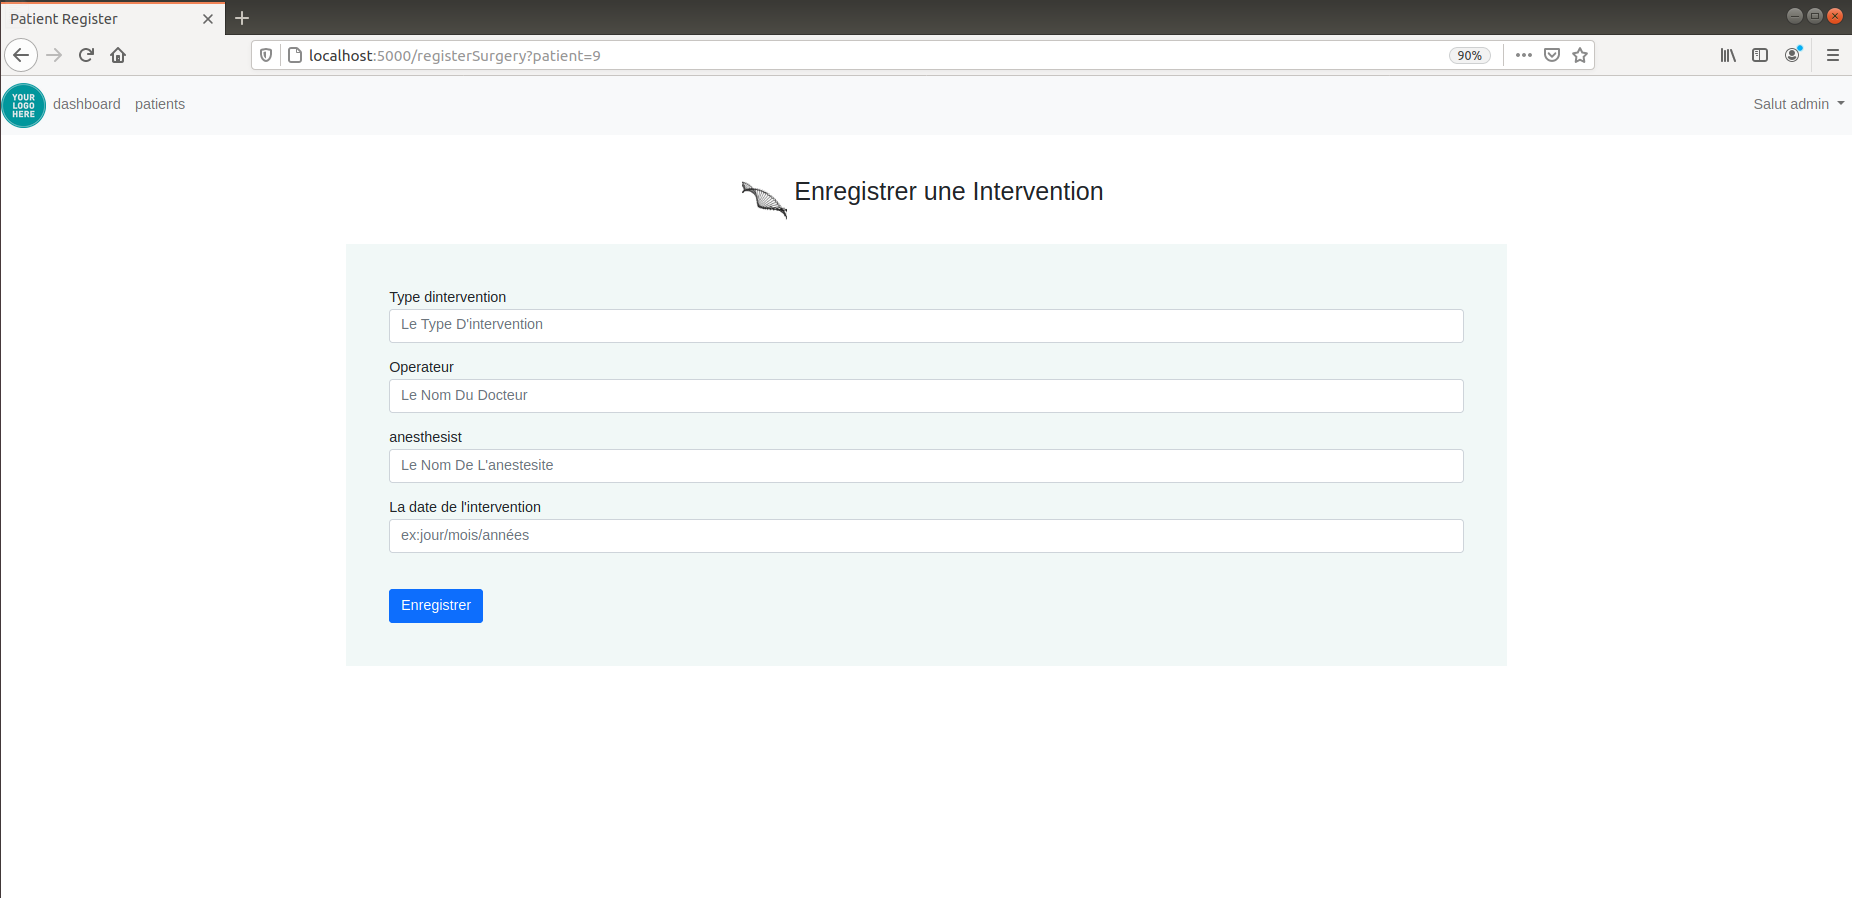 Patient Register
localhost:5000/registerSurgery?patient=9
90%
YOUR
LOGO
HERE
dashboard patients
Salut admin
Enregistrer une Intervention
Type dintervention
Le Type D'intervention
Operateur
Le Nom Du Docteur
anesthesist
Le Nom De L'anestesite
La date de l'intervention
ex:jour/mois/années
Enregistrer